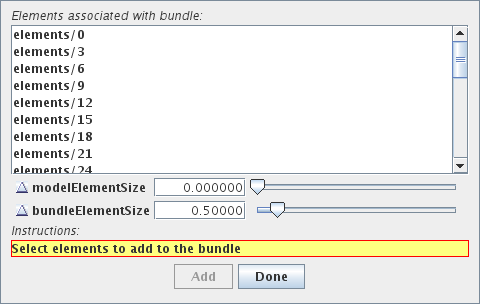 Elements associated with bundle:
elements/0
elements/3
elements/6
elements/9
elements/12
elements/15
elements/18
elements/21
elements/24
modelElementSize 0.000000
bundleElementSize 0.50000
Instructions:
Select elements to add to the bundle
Add Done